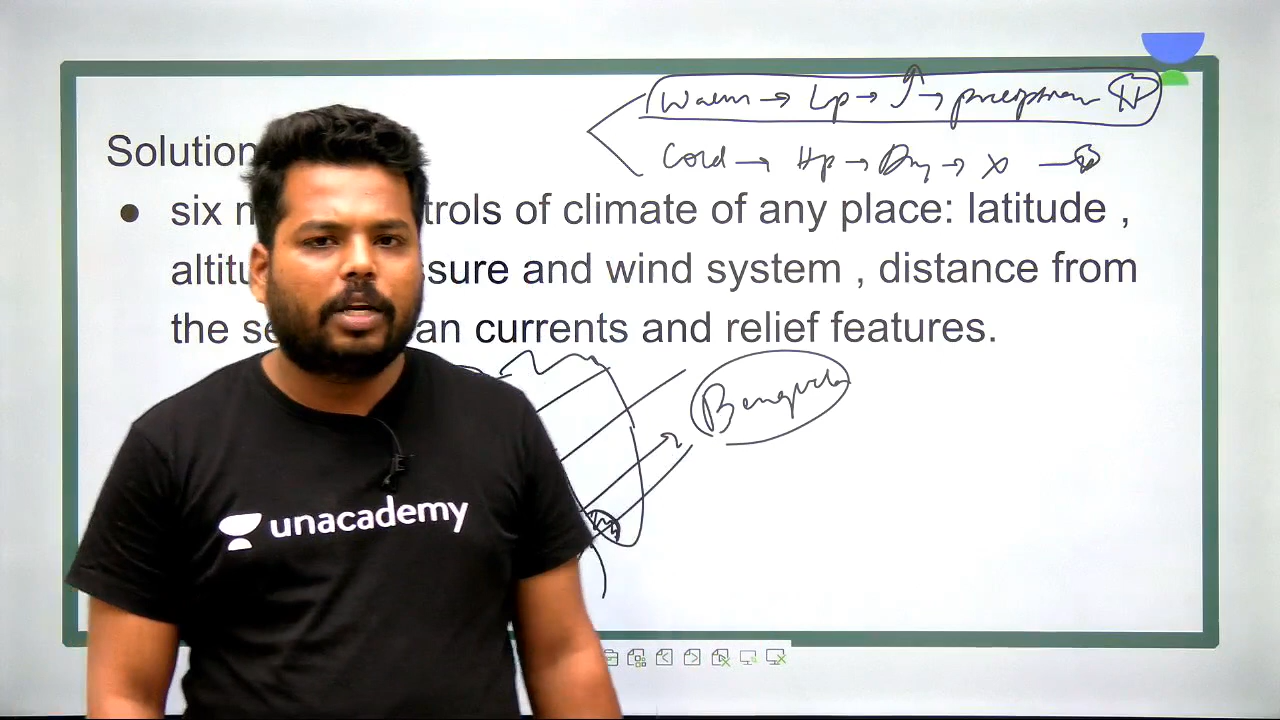 Warm → Lp → → precipitation
Solution
Cold → Hp → Dry → x →
● six m trols of climate of any place: latitude ,
altitu ssure and wind system , distance from
the se an currents and relief features.
Benguela
unacademy